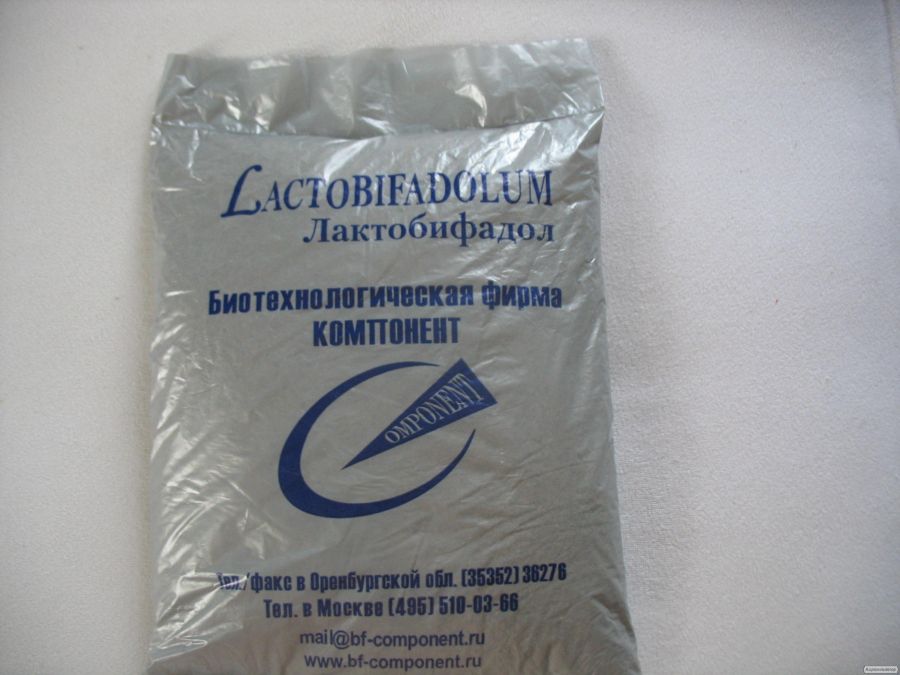 LACTOBIFADOLUM
Лактобифадол
Биотехнологическая фирма
КОМПОНЕНТ
COMPONENT
Тел./факс в Оренбургской обл. (35352) 36276
Тел. в Москве (495) 510-03-66
mail@bf-component.ru
www.bf-component.ru